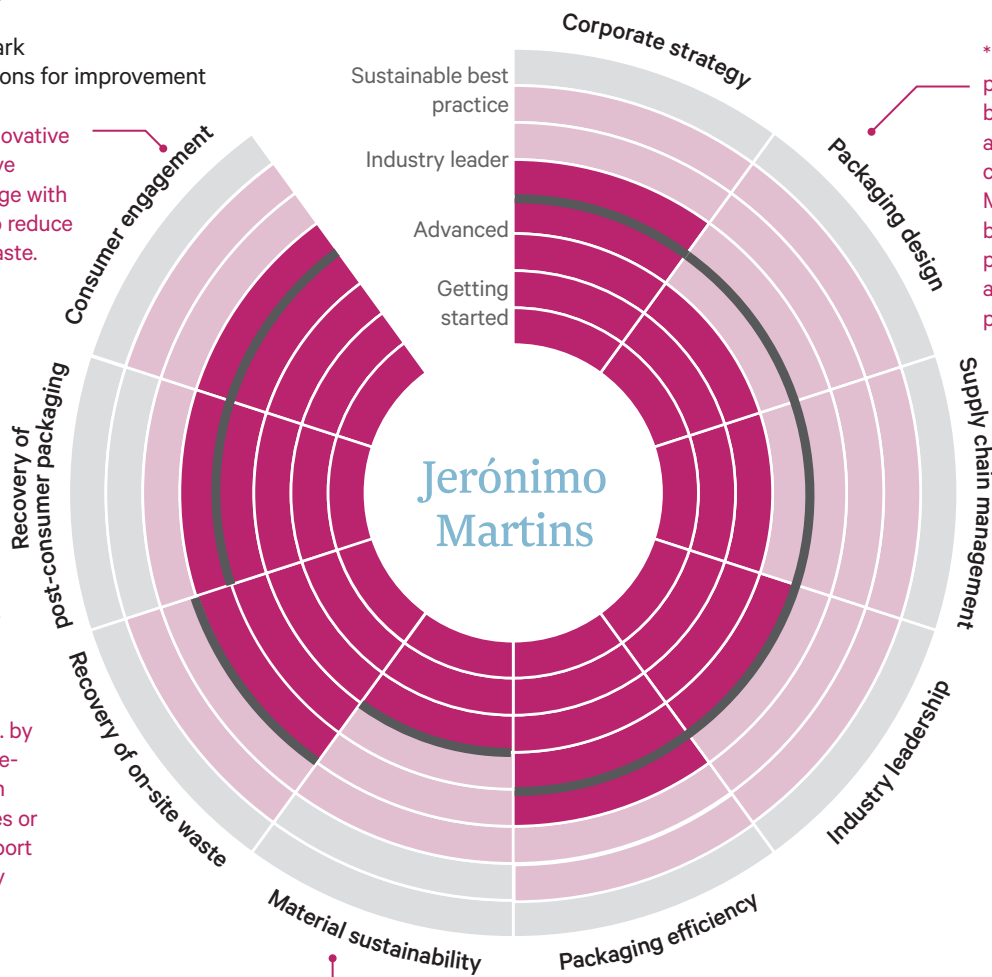 ark
ons for improvement
ovative
ve
ge with
reduce
aste.
Sustainable best
practice
Industry leader
Advanced
Getting
started
Corporate strategy
Packaging design
Supply chain management
Industry leadership
Packaging efficiency
Material sustainability
Recovery of on-site waste
Recovery of
post-consumer packaging
Consumer engagement
Jerónimo
Martins
*
p
b
a
c
M
b
p
a
p
. by
e-
n
es or
port
y